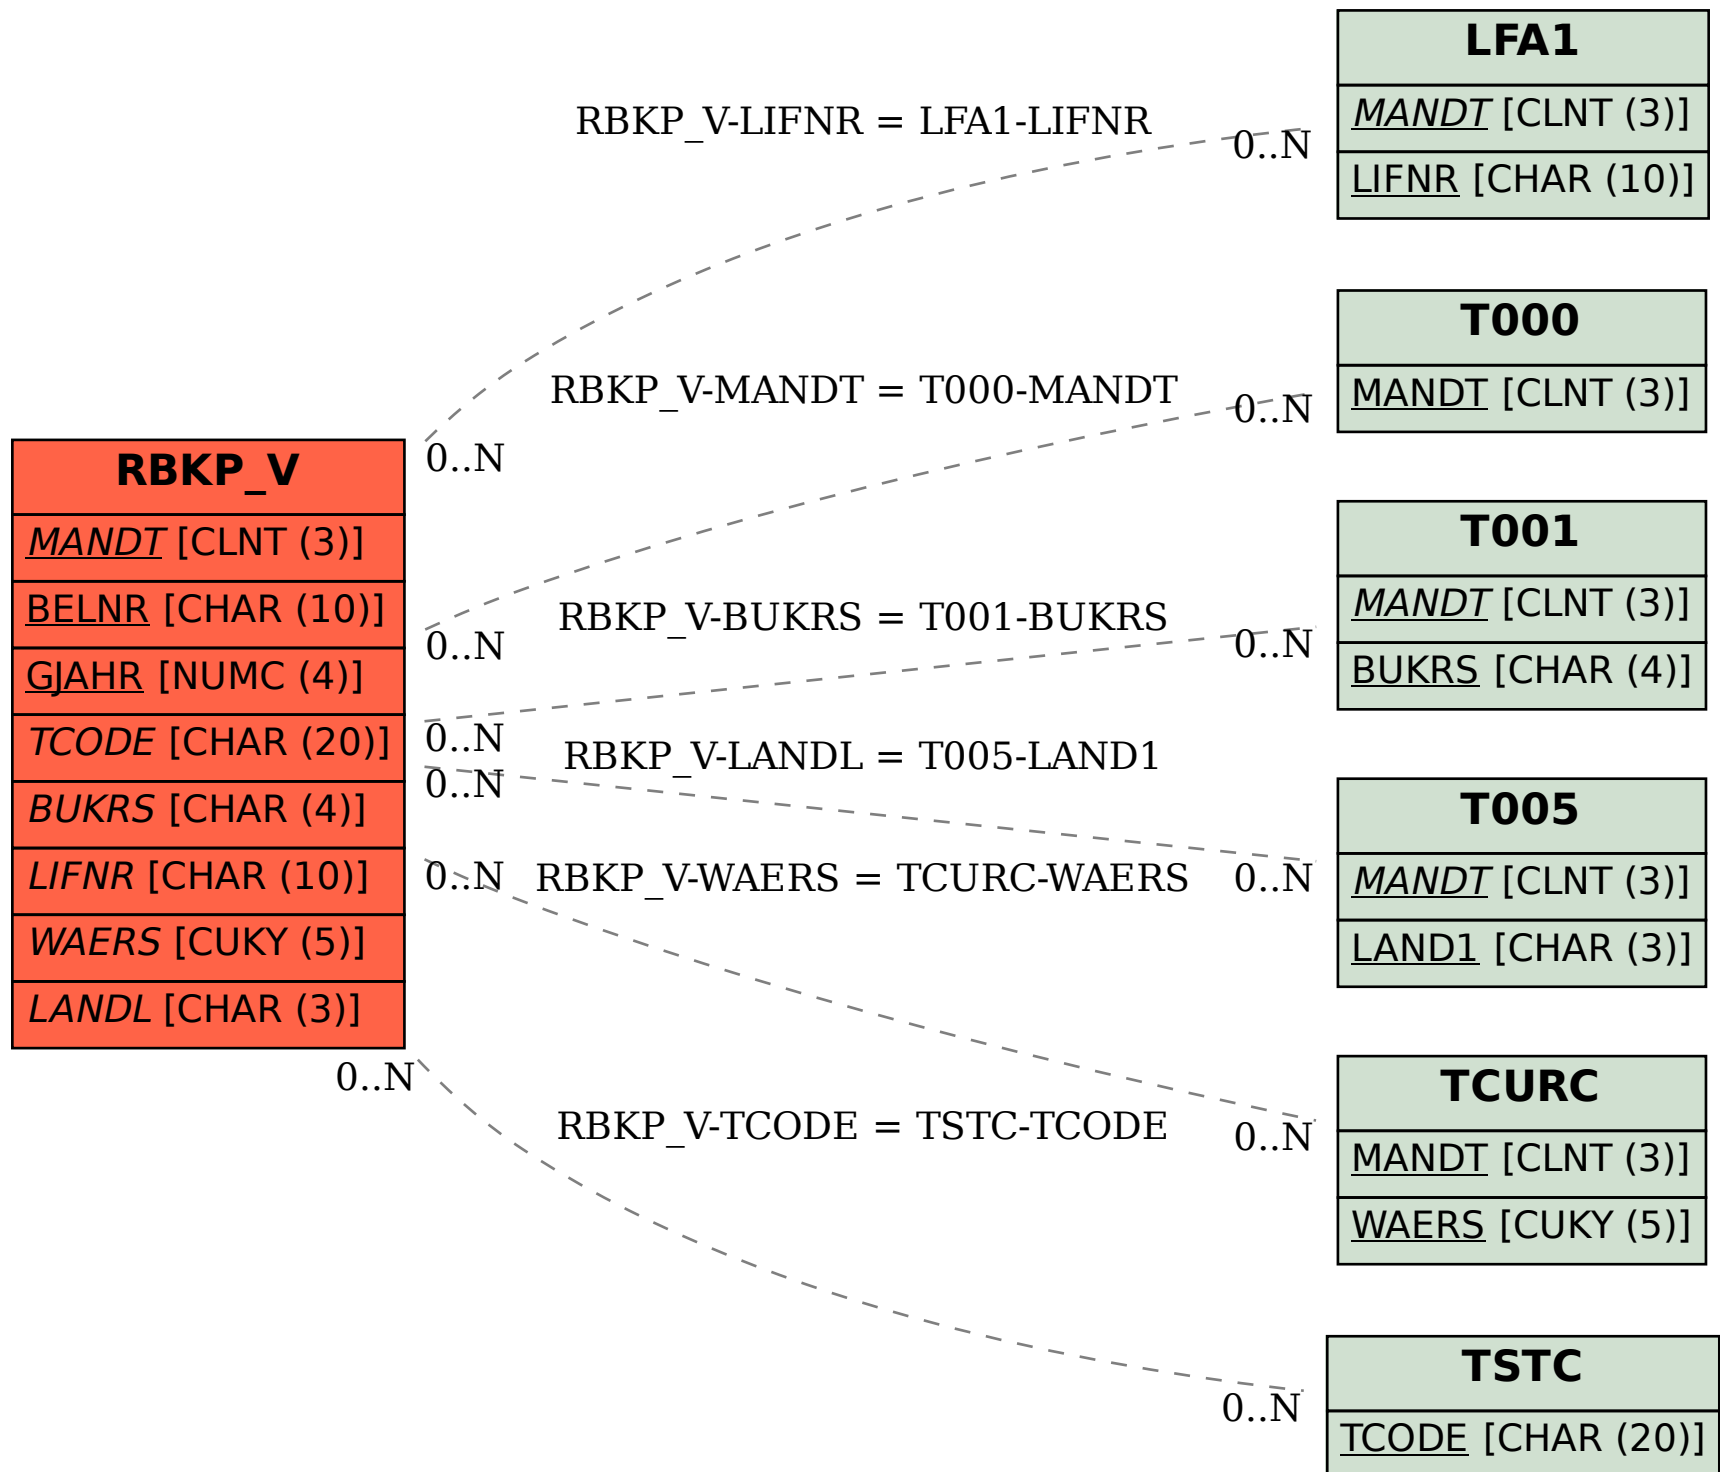 LFA1
MANDT [CLNT (3)]
LIFNR [CHAR (10)]
RBKP_V-LIFNR = LFA1-LIFNR
0..N
0..N
T000
MANDT [CLNT (3)]
RBKP_V-MANDT = T000-MANDT
0..N
0..N
RBKP_V
MANDT [CLNT (3)]
BELNR [CHAR (10)]
GJAHR [NUMC (4)]
TCODE [CHAR (20)]
BUKRS [CHAR (4)]
LIFNR [CHAR (10)]
WAERS [CUKY (5)]
LANDL [CHAR (3)]
T001
MANDT [CLNT (3)]
BUKRS [CHAR (4)]
RBKP_V-BUKRS = T001-BUKRS
0..N
0..N
RBKP_V-LANDL = T005-LAND1
0..N
0..N
T005
MANDT [CLNT (3)]
LAND1 [CHAR (3)]
RBKP_V-WAERS = TCURC-WAERS
0..N
0..N
TCURC
MANDT [CLNT (3)]
WAERS [CUKY (5)]
RBKP_V-TCODE = TSTC-TCODE
0..N
0..N
TSTC
TCODE [CHAR (20)]